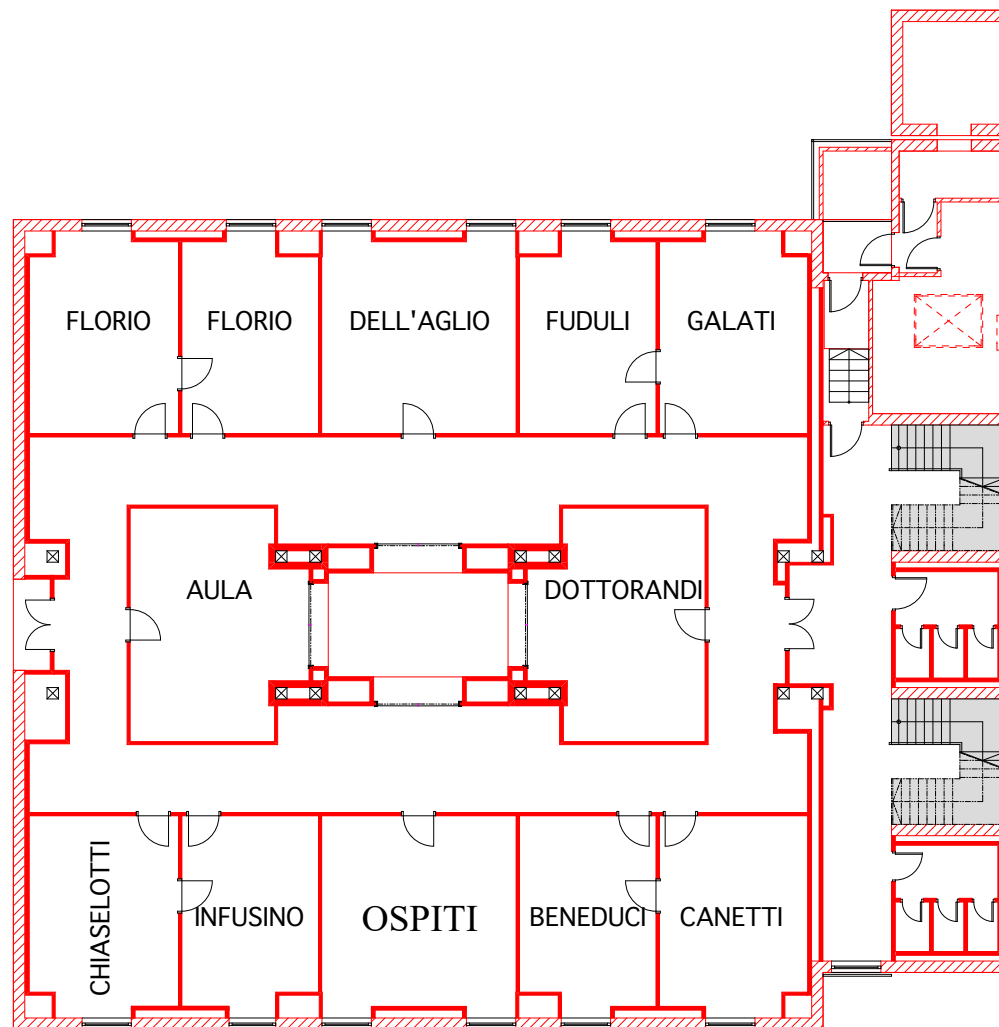 FLORIO
FLORIO
DELL'AGLIO
FUDULI
GALATI
AULA
DOTTORANDI
CHIASELOTTI
INFUSINO
OSPITI
BENEDUCI
CANETTI